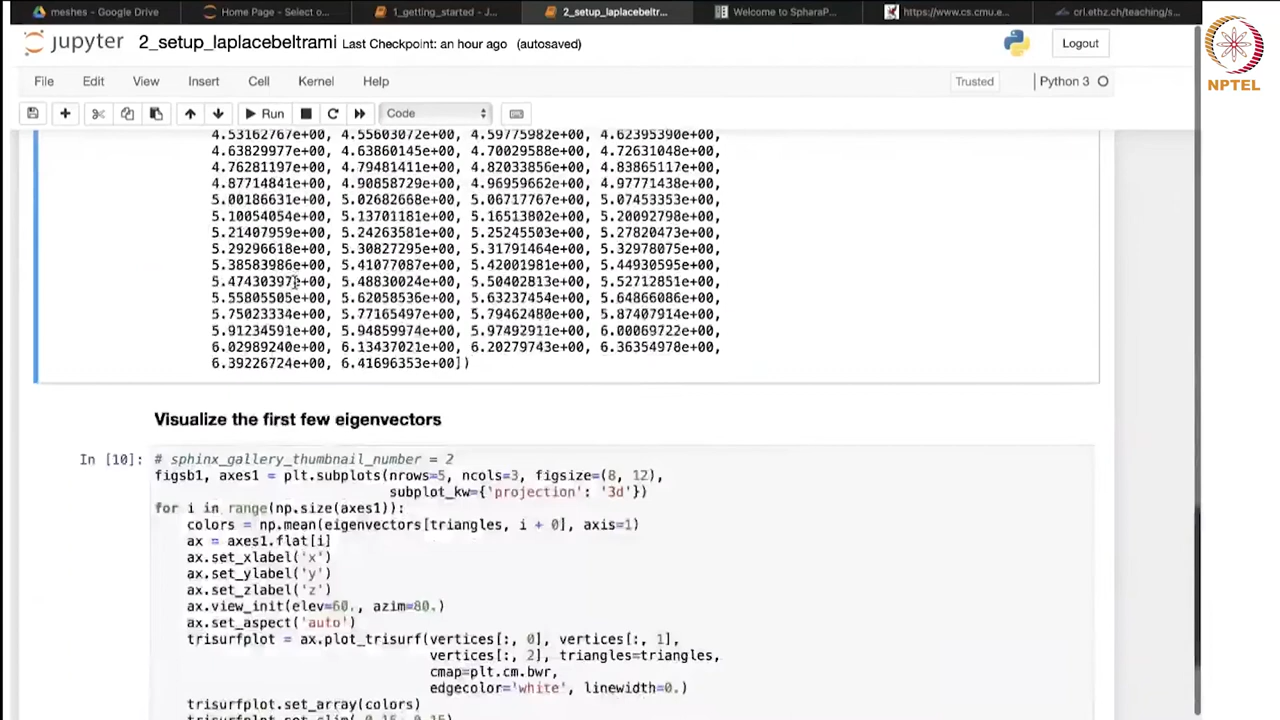 meshes - Google Drive
Home Page - Select o...
1_getting_started - J...
2_setup_laplacebeltr...
Welcome to SpharaP...
https://www.cs.cmu.e...
crl.ethz.ch/teaching/s...
jupyter 2_setup_laplacebeltrami Last Checkpoint: an hour ago (autosaved)
Logout
NPTEL
File Edit View Insert Cell Kernel Help
Trusted
Python 3
Run
Code
4.53162767e+00, 4.55603072e+00, 4.59775982e+00, 4.62395390e+00,
4.63829977e+00, 4.63860145e+00, 4.70029588e+00, 4.72631048e+00,
4.76281197e+00, 4.79481411e+00, 4.82033856e+00, 4.83865117e+00,
4.87714841e+00, 4.90858729e+00, 4.96959662e+00, 4.97771438e+00,
5.00186631e+00, 5.02682668e+00, 5.06717767e+00, 5.07453353e+00,
5.10054054e+00, 5.13701181e+00, 5.16513802e+00, 5.20092798e+00,
5.21407959e+00, 5.24263581e+00, 5.25245503e+00, 5.27820473e+00,
5.29296618e+00, 5.30827295e+00, 5.31791464e+00, 5.32978075e+00,
5.38583986e+00, 5.41077087e+00, 5.42001981e+00, 5.44930595e+00,
5.47430397e+00, 5.48830024e+00, 5.50402813e+00, 5.52712851e+00,
5.55805505e+00, 5.62058536e+00, 5.63237454e+00, 5.64866086e+00,
5.75023334e+00, 5.77165497e+00, 5.79462480e+00, 5.87407914e+00,
5.91234591e+00, 5.94859974e+00, 5.97492911e+00, 6.00069722e+00,
6.02989240e+00, 6.13437021e+00, 6.20279743e+00, 6.36354978e+00,
6.39226724e+00, 6.41696353e+00])
Visualize the first few eigenvectors
In [10]: # sphinx_gallery_thumbnail_number = 2
figsb1, axes1 = plt.subplots(nrows=5, ncols=3, figsize=(8, 12),
subplot_kw={'projection': '3d'})
for i in range(np.size(axes1)):
colors = np.mean(eigenvectors[triangles, i + 0], axis=1)
ax = axes1.flat[i]
ax.set_xlabel('x')
ax.set_ylabel('y')
ax.set_zlabel('z')
ax.view_init(elev=60., azim=80.)
ax.set_aspect('auto')
trisurfplot = ax.plot_trisurf(vertices[:, 0], vertices[:, 1],
vertices[:, 2], triangles=triangles,
cmap=plt.cm.bwr,
edgecolor='white', linewidth=0.)
trisurfplot.set_array(colors)